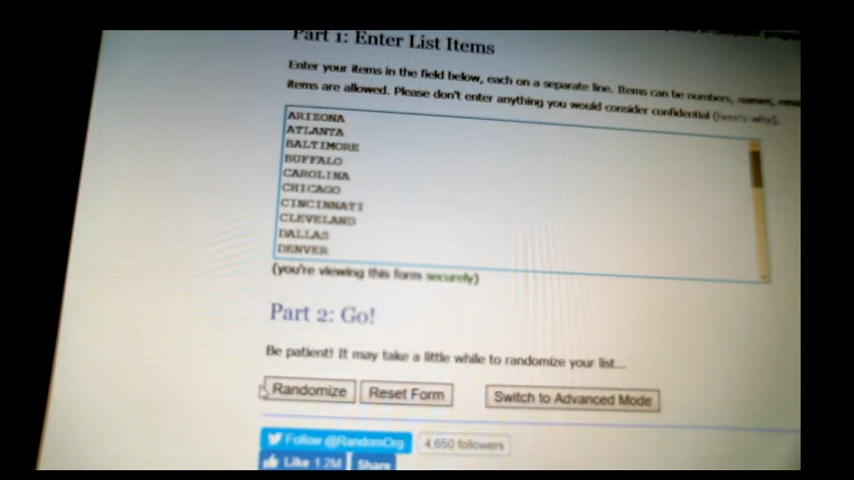 Part 1: Enter List Items
Enter your items in the field below, each on a separate line. Items can be numbers, names,
items are allowed. Please don't enter anything you would consider confidential (here's why).
ARIZONA
ATLANTA
BALTIMORE
BUFFALO
CAROLINA
CHICAGO
CINCINNATI
CLEVELAND
DALLAS
DENVER
(you're viewing this form securely)
Part 2: Go!
Be patient! It may take a little while to randomize your list...
Randomize Reset Form Switch to Advanced Mode
Follow @RandomOrg 4,650 followers
Like 1.2M Share